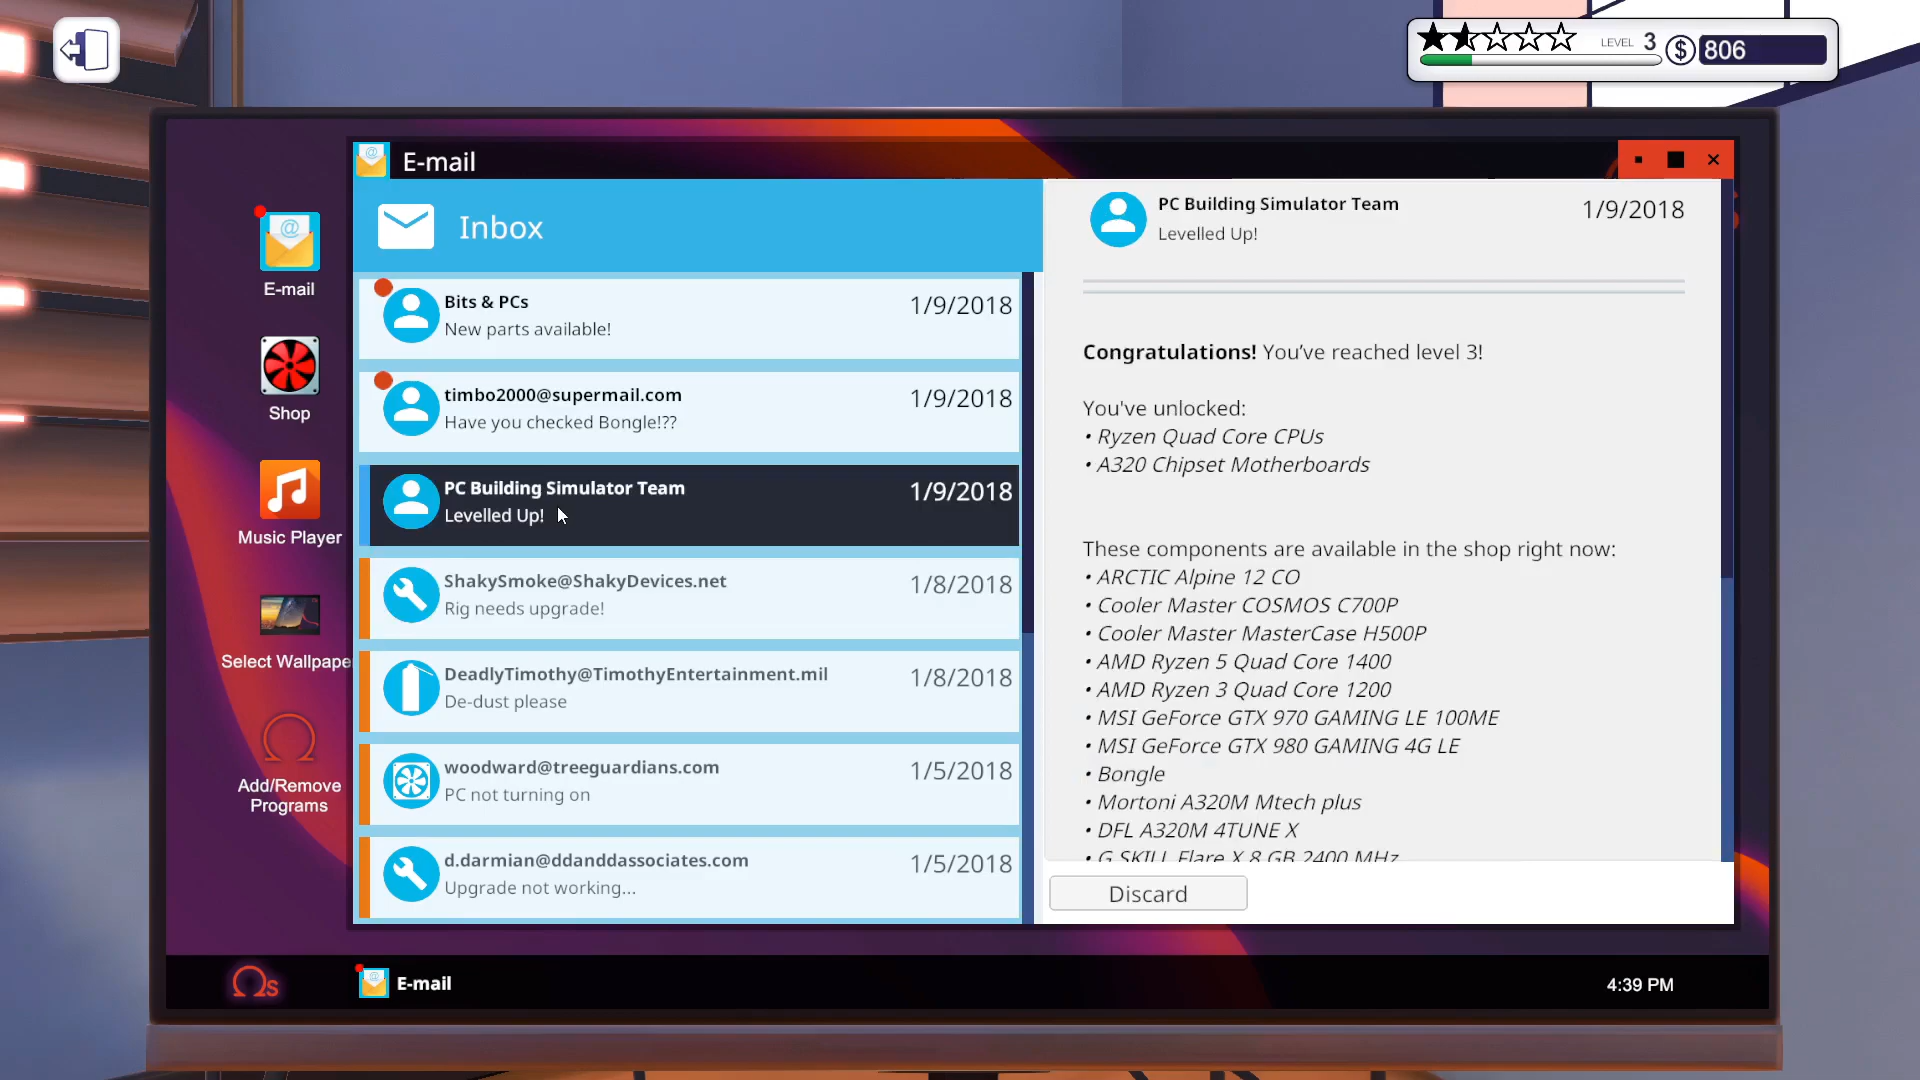 LEVEL 3 $ 806
E-mail
Inbox
E-mail
Shop
Music Player
Select Wallpape
Add/Remove
Programs
Bits & PCs 1/9/2018
New parts available!
timbo2000@supermail.com 1/9/2018
Have you checked Bongle!??
PC Building Simulator Team 1/9/2018
Levelled Up!
ShakySmoke@ShakyDevices.net 1/8/2018
Rig needs upgrade!
DeadlyTimothy@TimothyEntertainment.mil 1/8/2018
De-dust please
woodward@treeguardians.com 1/5/2018
PC not turning on
d.darmian@ddanddassociates.com 1/5/2018
Upgrade not working...
PC Building Simulator Team 1/9/2018
Levelled Up!
Congratulations! You've reached level 3!
You've unlocked:
• Ryzen Quad Core CPUs
• A320 Chipset Motherboards
These components are available in the shop right now:
• ARCTIC Alpine 12 CO
• Cooler Master COSMOS C700P
• Cooler Master MasterCase H500P
• AMD Ryzen 5 Quad Core 1400
• AMD Ryzen 3 Quad Core 1200
• MSI GeForce GTX 970 GAMING LE 100ME
• MSI GeForce GTX 980 GAMING 4G LE
• Bongle
• Mortoni A320M Mtech plus
• DFL A320M 4TUNE X
• G.SKILL Flare X 8 GB 2400 MHz
Discard
Ωs
E-mail
4:39 PM